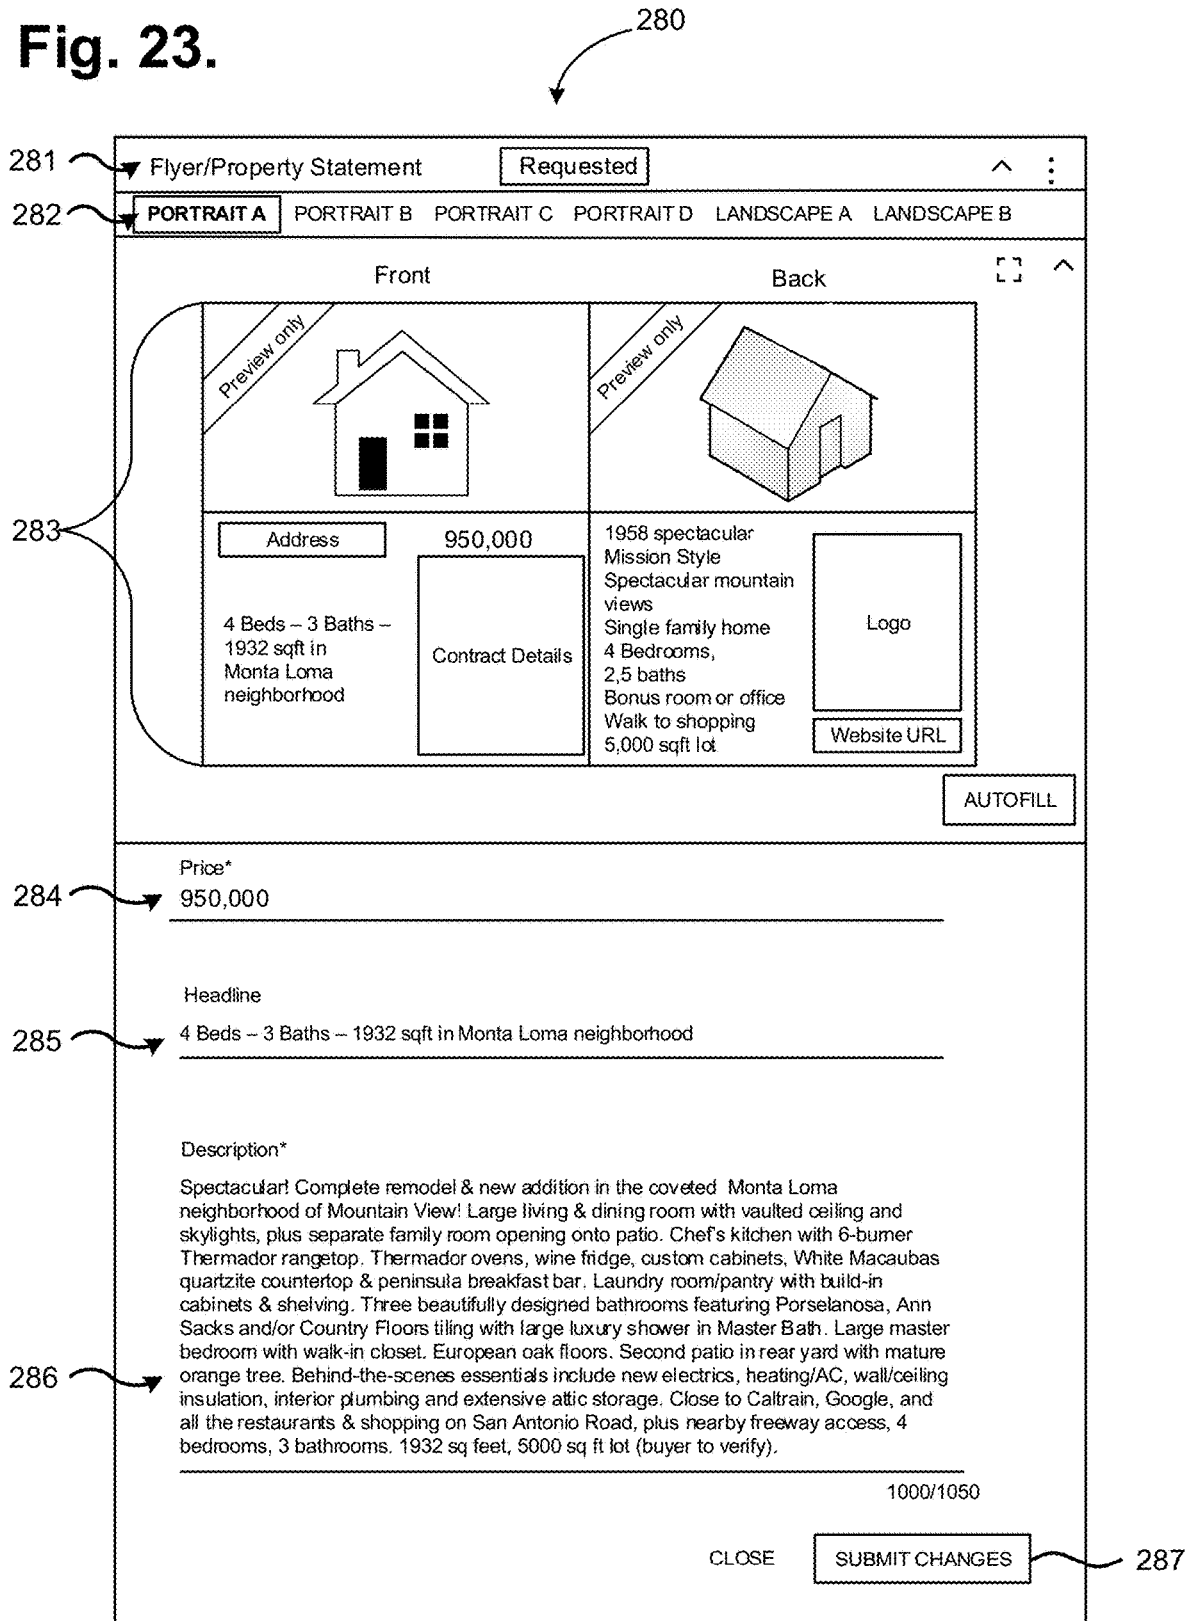 Fig. 23.
280
281
Flyer/Property Statement
Requested
282
PORTRAIT A PORTRAIT B PORTRAIT C PORTRAIT D LANDSCAPE A LANDSCAPE B
Front
Back
Preview only
Preview only
283
Address
950,000
4 Beds – 3 Baths –
1932 sqft in
Monta Loma
neighborhood
Contract Details
1958 spectacular
Mission Style
Spectacular mountain
views
Single family home
4 Bedrooms,
2,5 baths
Bonus room or office
Walk to shopping
5,000 sqft lot
Logo
Website URL
AUTOFILL
Price*
284
950,000
Headline
285
4 Beds – 3 Baths – 1932 sqft in Monta Loma neighborhood
Description*
Spectacular! Complete remodel & new addition in the coveted Monta Loma
neighborhood of Mountain View! Large living & dining room with vaulted ceiling and
skylights, plus separate family room opening onto patio. Chef's kitchen with 6-burner
Thermador rangetop. Thermador ovens, wine fridge, custom cabinets, White Macaubas
quartzite countertop & peninsula breakfast bar. Laundry room/pantry with build-in
cabinets & shelving. Three beautifully designed bathrooms featuring Porselanosa, Ann
Sacks and/or Country Floors tiling with large luxury shower in Master Bath. Large master
bedroom with walk-in closet. European oak floors. Second patio in rear yard with mature
286
orange tree. Behind-the-scenes essentials include new electrics, heating/AC, wall/ceiling
insulation, interior plumbing and extensive attic storage. Close to Caltrain, Google, and
all the restaurants & shopping on San Antonio Road, plus nearby freeway access, 4
bedrooms, 3 bathrooms. 1932 sq feet, 5000 sq ft lot (buyer to verify).
1000/1050
CLOSE
SUBMIT CHANGES
287